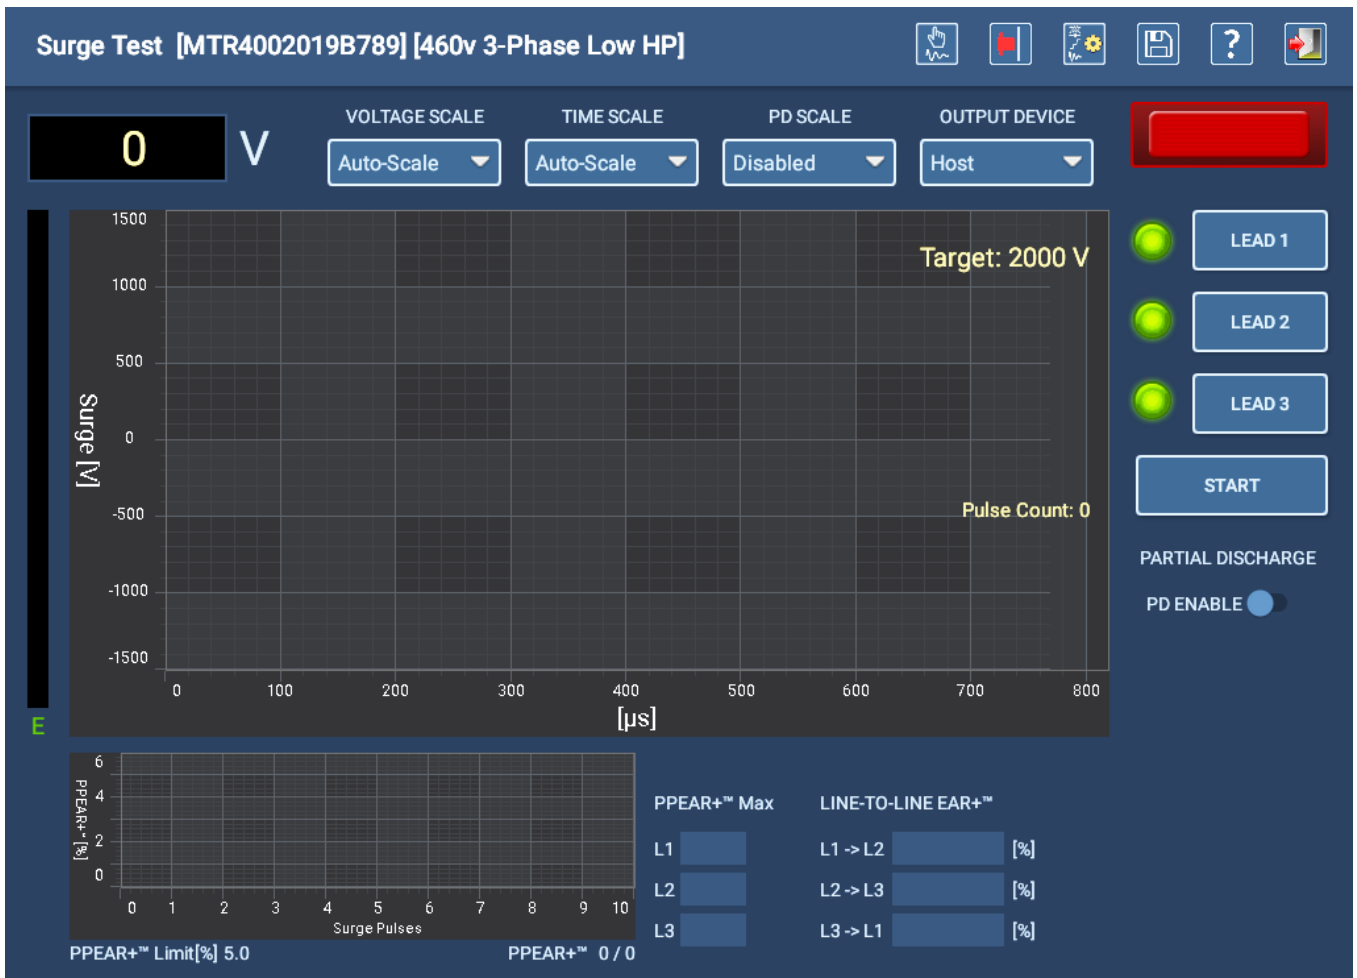 Surge Test [MTR4002019B789] [460v 3-Phase Low HP]
?
0 V
VOLTAGE SCALE TIME SCALE PD SCALE OUTPUT DEVICE
Auto-Scale Auto-Scale Disabled Host
1500
1000
500
0
-500
-1000
-1500
Surge [V]
Target: 2000 V
Pulse Count: 0
0 100 200 300 400 500 600 700 800
[µs]
E
LEAD 1
LEAD 2
LEAD 3
START
PARTIAL DISCHARGE
PD ENABLE
6
4
2
0
PPEAR+™ [%]
0 1 2 3 4 5 6 7 8 9 10
Surge Pulses
PPEAR+™ Limit[%] 5.0 PPEAR+™ 0 / 0
PPEAR+™ Max LINE-TO-LINE EAR+™
L1 L1 -> L2 [%]
L2 L2 -> L3 [%]
L3 L3 -> L1 [%]